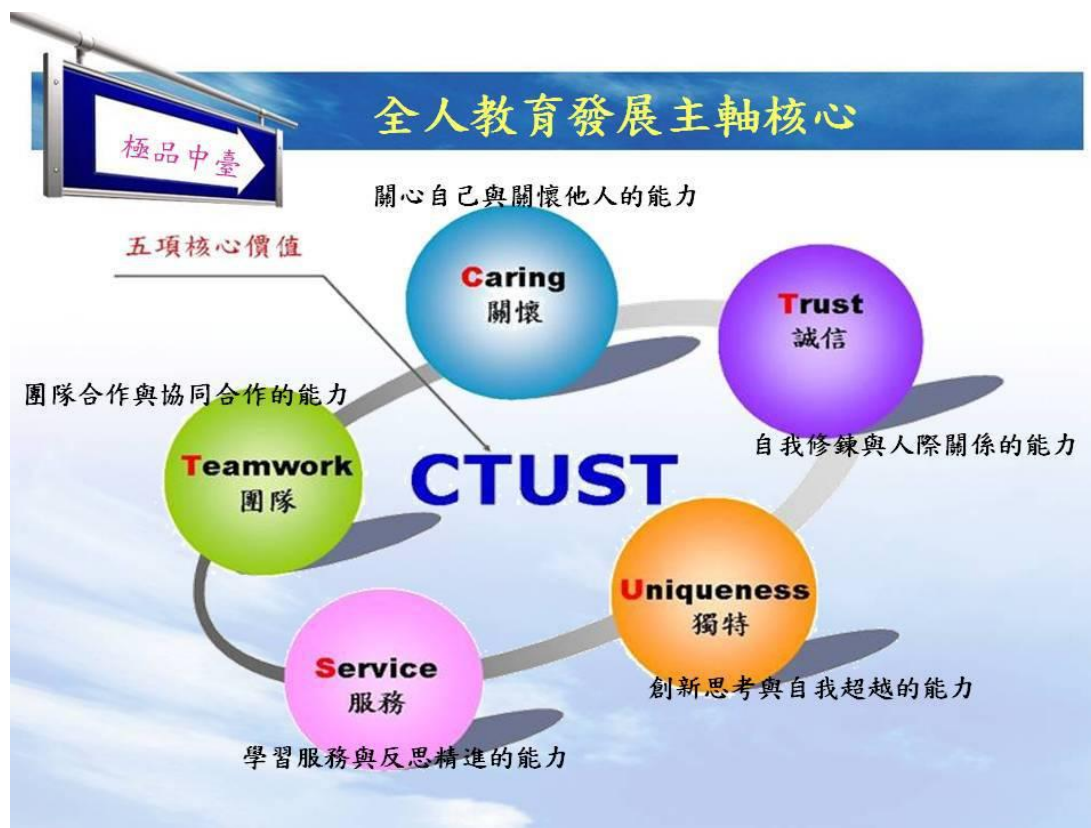 全人教育發展主軸核心
極品中臺
關心自己與關懷他人的能力
五項核心價值
Caring
關懷
Trust
誠信
團隊合作與協同合作的能力
自我修鍊與人際關係的能力
Teamwork
團隊
CTUST
Uniqueness
獨特
Service
服務
創新思考與自我超越的能力
學習服務與反思精進的能力